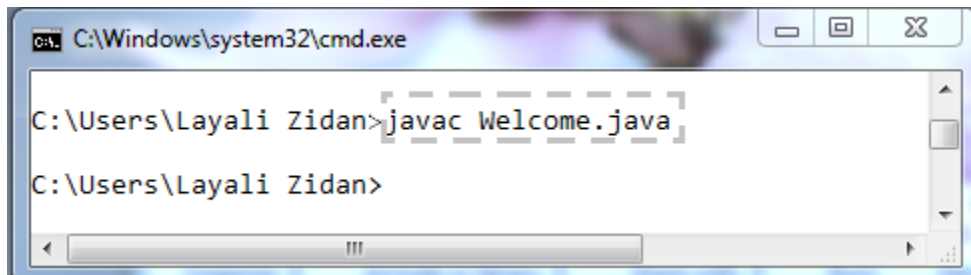 C:\Windows\system32\cmd.exe
C:\Users\Layali Zidan>javac Welcome.java
C:\Users\Layali Zidan>